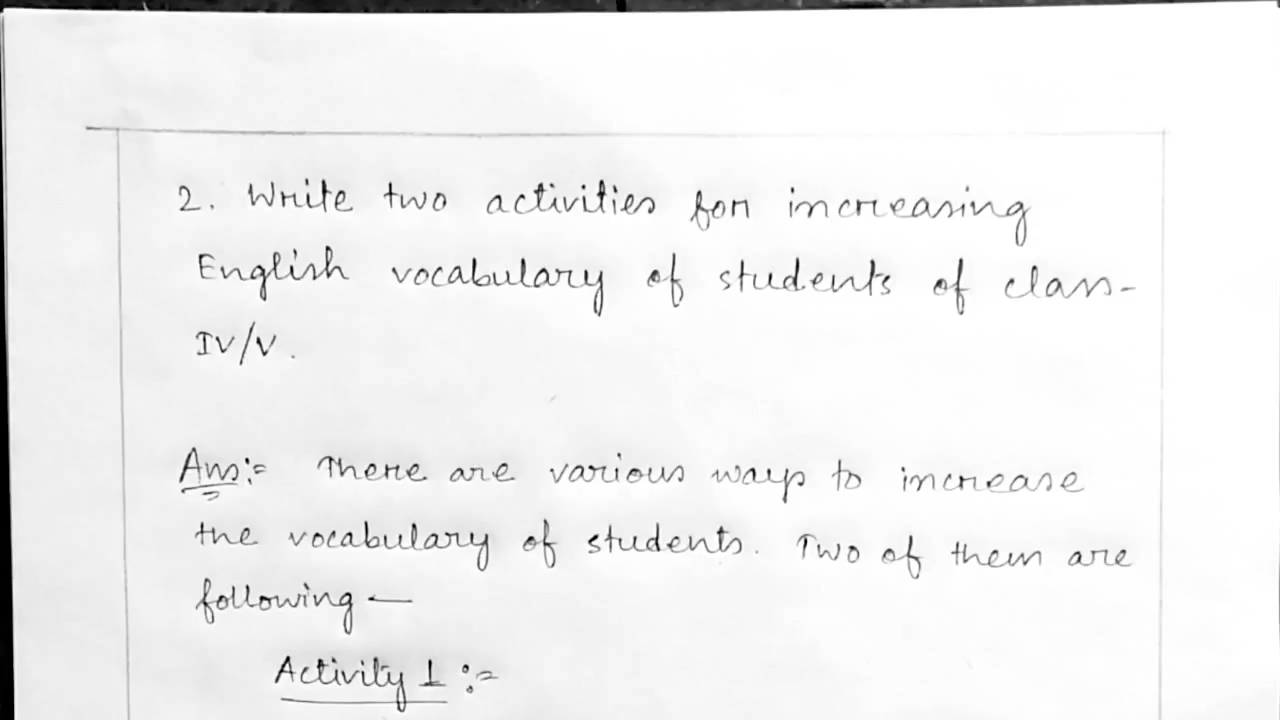 2. Write two activities for increasing
English vocabulary of students of class-
IV/V.
Ans:- There are various ways to increase
the vocabulary of students. Two of them are
following —
Activity 1 :-